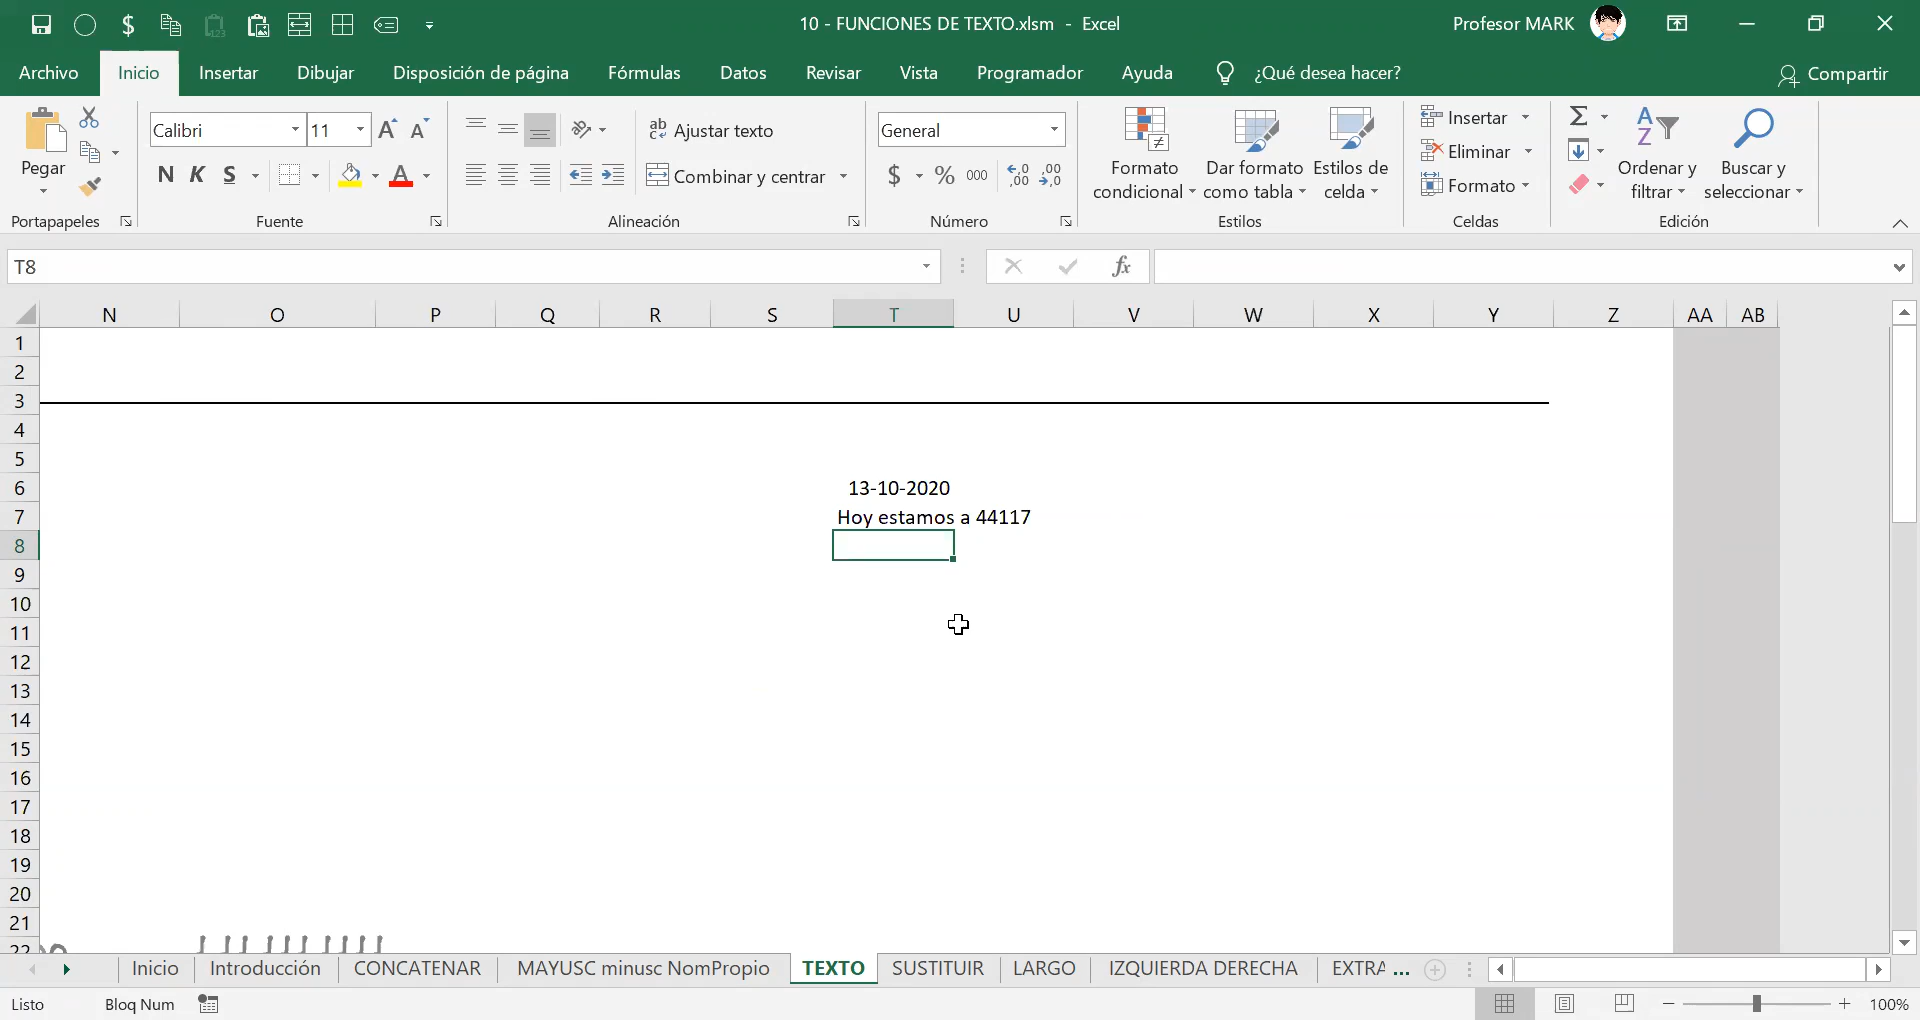 10 - FUNCIONES DE TEXTO.xlsm - Excel
Profesor MARK
Archivo Inicio Insertar Dibujar Disposición de página Fórmulas Datos Revisar Vista Programador Ayuda ¿Qué desea hacer? Compartir
Pegar
Portapapeles
Calibri 11
N K S
Fuente
ab Ajustar texto
Combinar y centrar
Alineación
General
$ % 000 ,00 ,00
Número
Formato condicional
Dar formato como tabla
Estilos de celda
Estilos
Insertar
Eliminar
Formato
Celdas
Ordenar y filtrar
Buscar y seleccionar
Edición
T8
fx
N O P Q R S T U V W X Y Z AA AB
1
2
3
4
5
6 13-10-2020
7 Hoy estamos a 44117
8
9
10
11
12
13
14
15
16
17
18
19
20
21
22
Inicio Introducción CONCATENAR MAYUSC minusc NomPropio TEXTO SUSTITUIR LARGO IZQUIERDA DERECHA EXTRA ...
Listo Bloq Num 100%